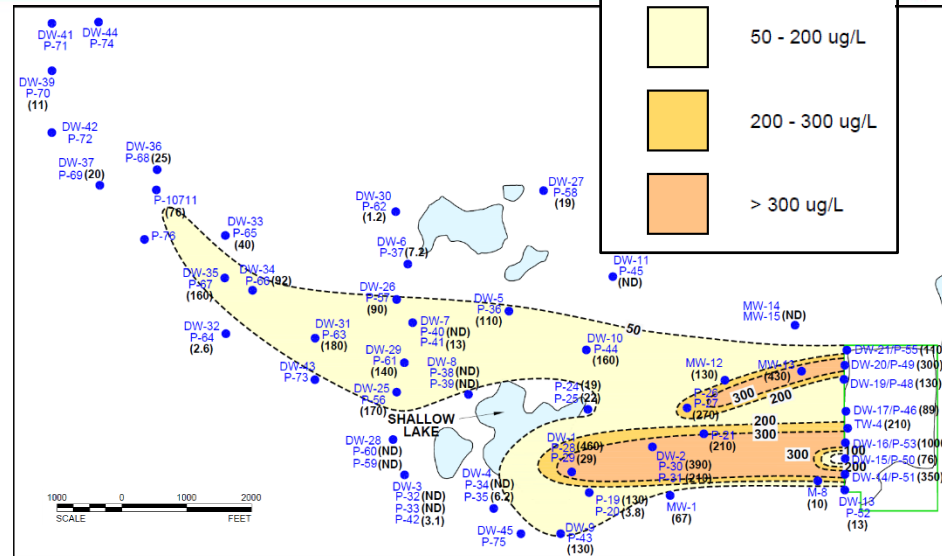 50 - 200 ug/L
200 - 300 ug/L
> 300 ug/L
DW-41
P-71
DW-44
P-74
DW-39
P-70
(11)
DW-42
P-72
DW-36
P-68 (25)
DW-37
P-69 (20)
P-10711
(76)
P-73
DW-33
P-65
(40)
DW-35
P-67
(160)
DW-34
P-66 (92)
DW-32
P-64
(2.6)
DW-30
P-62
(1.2)
DW-6
P-37 (7.2)
DW-27
P-58
(19)
DW-11
P-45
(ND)
DW-26
P-57
(90)
DW-5
P-36
(110)
DW-7
P-40 (ND)
P-41 (13)
DW-31
P-63
(180)
DW-29
P-61
(140)
DW-8
P-38 (ND)
P-39 (ND)
DW-43
P-73
DW-25
P-56
(170)
50
DW-10
P-44
(160)
MW-14
MW-15 (ND)
MW-12
(130)
MW-13
(430)
DW-21/P-55 (110)
DW-20/P-49 (300)
DW-19/P-48 (130)
DW-17/P-46 (89)
TW-4 (210)
DW-16/P-53 (100)
DW-15/P-50 (76)
DW-14/P-51 (350)
DW-13
P-52
(13)
P-24 (19)
P-25 (22)
P-26
P-27
(270)
300
200
200
300
300
100
200
P-21
(210)
SHALLOW
LAKE
DW-28
P-60 (ND)
P-59 (ND)
DW-3
P-32 (ND)
P-33 (ND)
P-42 (3.1)
DW-4
P-34 (ND)
P-35 (6.2)
DW-1
P-28 (460)
P-29 (29)
DW-2
P-30 (390)
P-31 (210)
P-19 (130)
P-20 (3.8)
MW-1
(67)
M-8
(10)
DW-45
P-75
DW-9
P-43
(130)
1000 0 1000 2000
SCALE FEET